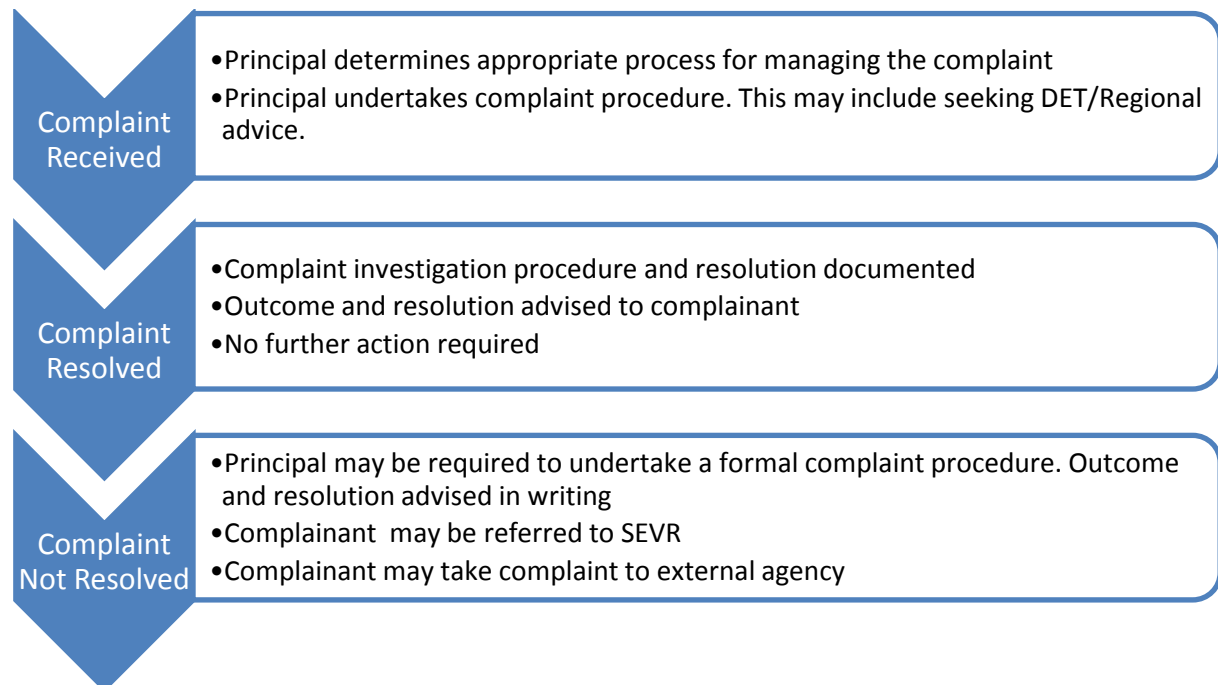 Complaint
Received
•Principal determines appropriate process for managing the complaint
•Principal undertakes complaint procedure. This may include seeking DET/Regional
advice.
Complaint
Resolved
•Complaint investigation procedure and resolution documented
•Outcome and resolution advised to complainant
•No further action required
Complaint
Not Resolved
•Principal may be required to undertake a formal complaint procedure. Outcome
and resolution advised in writing
•Complainant  may be referred to SEVR
•Complainant may take complaint to external agency